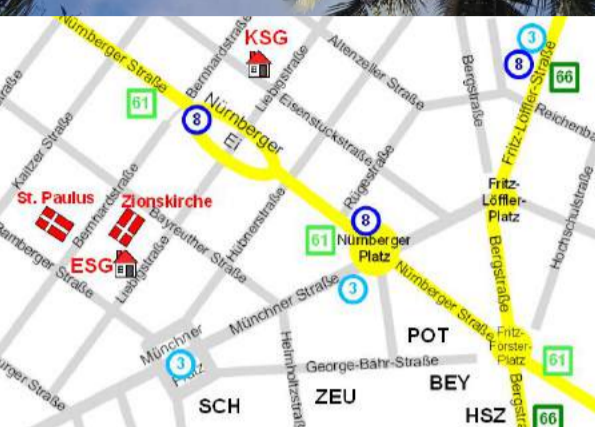 Nürnberger Straße
Bernhardstraße
KSG
Liebigstraße
Altenzeller Straße
3
8
66
Bergstraße
Fritz-Löffler-Straße
61
8
Nürnberger
Ei
Eisenstuckstraße
Kaitzer Straße
Rügestraße
Hochschulstraße
St. Paulus
Zionskirche
Fritz-
Löffler-
Platz
Bernhardstraße
Bayreuther Straße
Hübnerstraße
8
61
Nürnberger
Platz
ESG
Liebigstraße
Bamberger Straße
3
Münchner Straße
Nürnberger Straße
Bergstraße
Münchner
Platz
3
Helmholtzstraß
POT
Fritz-
Förster-
Platz
61
George-Bähr-Straße
ZEU
BEY
SCH
HSZ
66
Bergstr